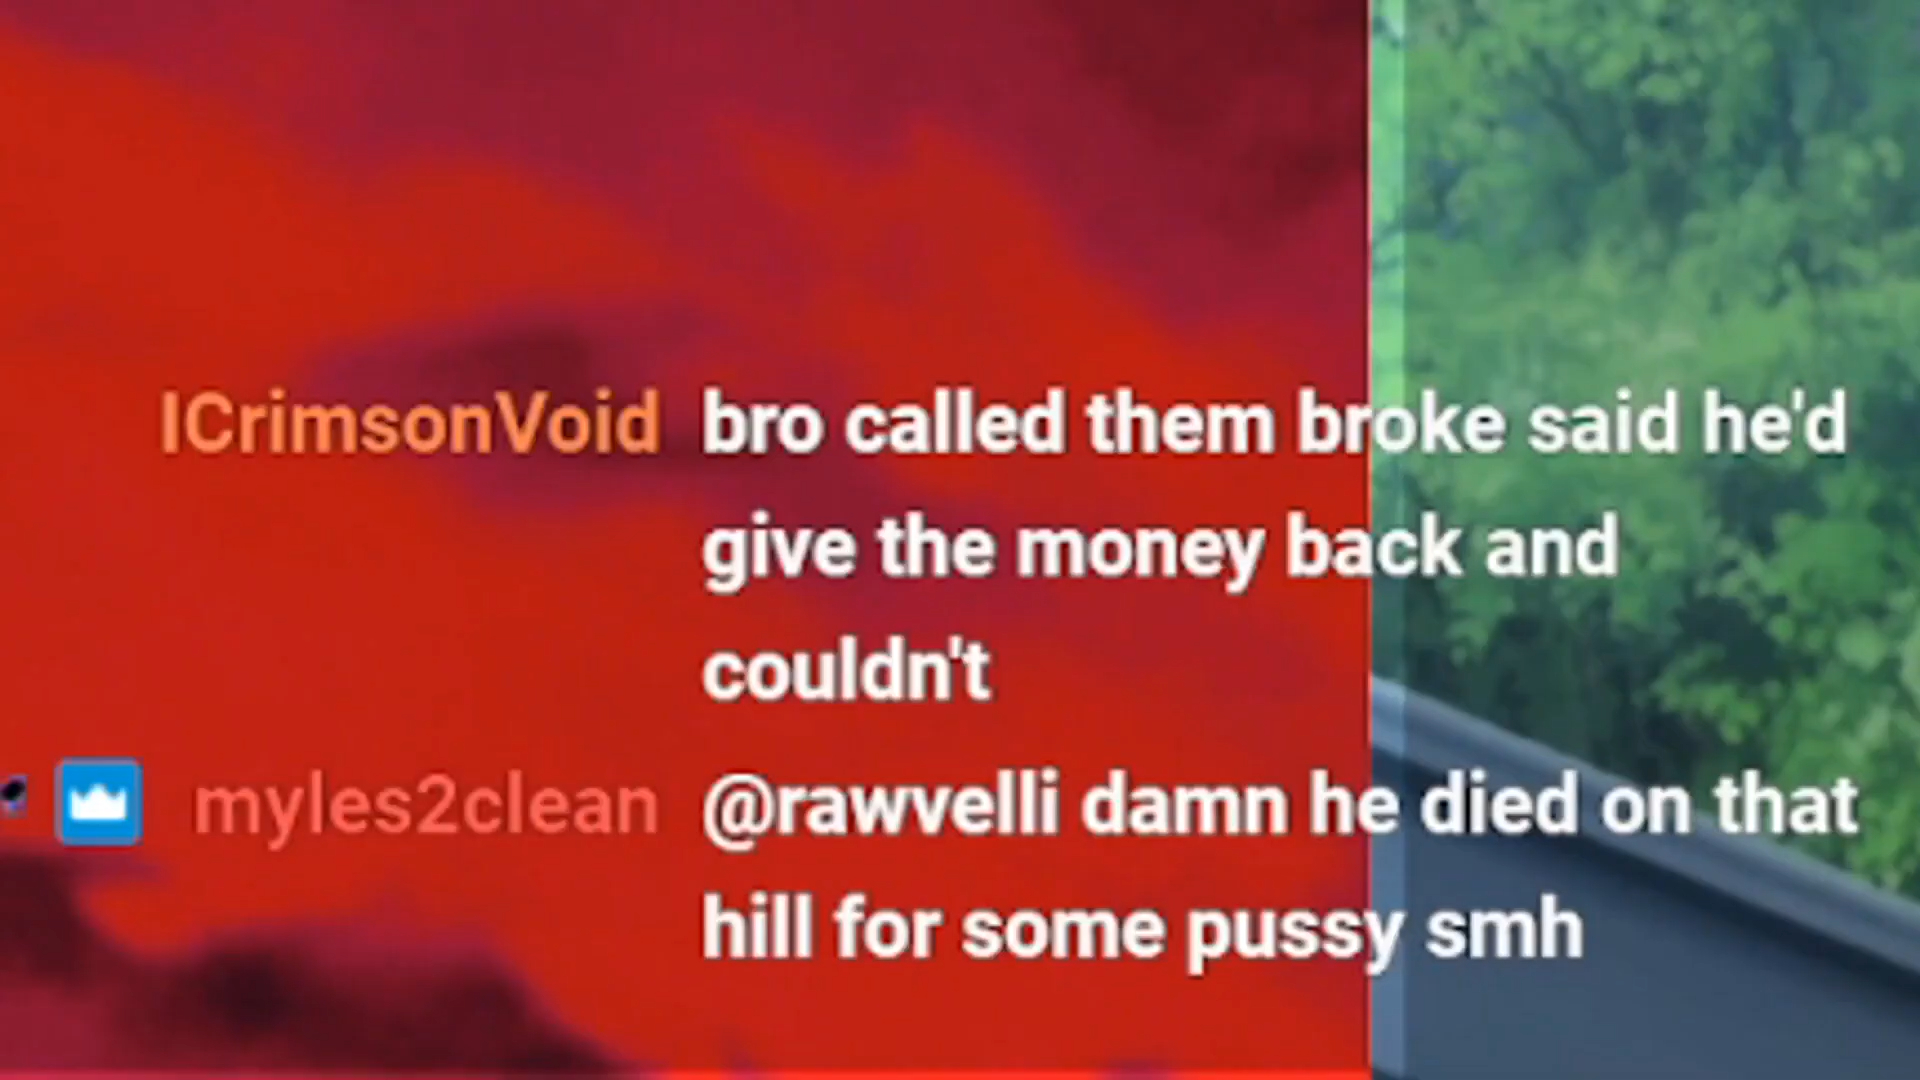 ICrimsonVoid bro called them broke said he'd
give the money back and
couldn't
myles2clean @rawvelli damn he died on that
hill for some pussy smh